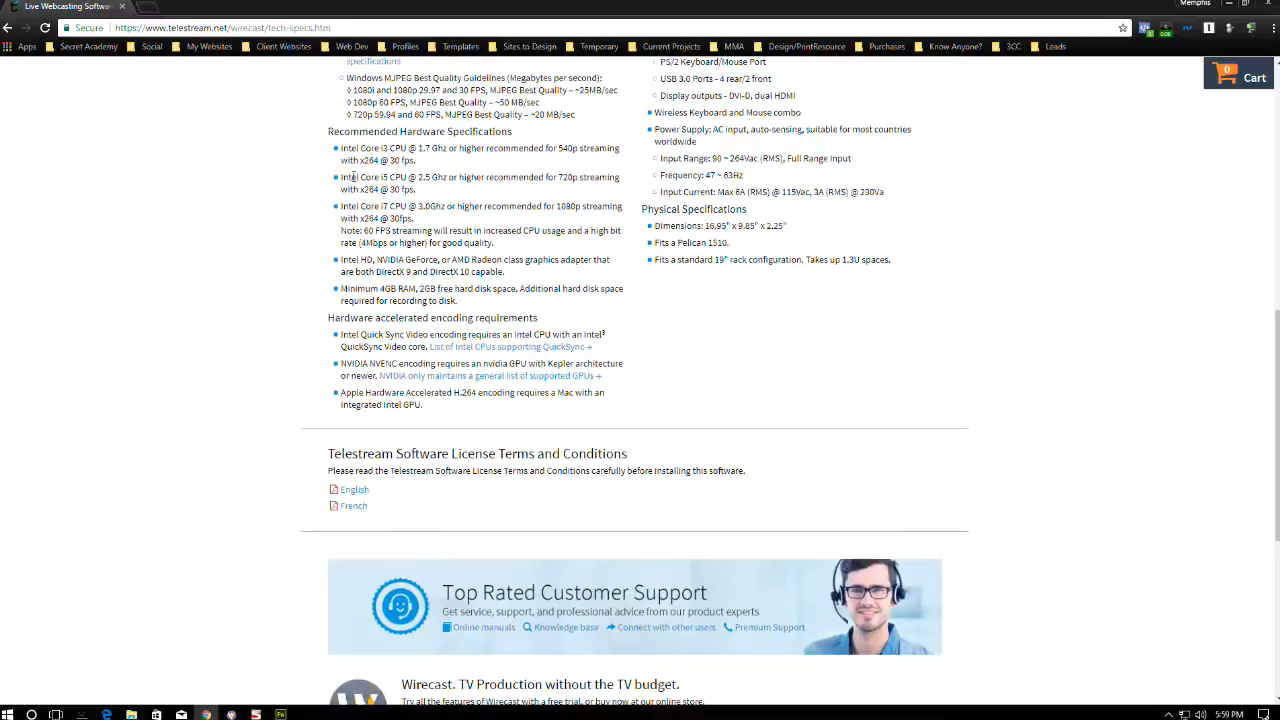 Live Webcasting Softwa
Memphis
Secure
https://www.telestream.net/wirecast/tech-specs.htm
Apps Secret Academy Social My Websites Client Websites Web Dev Profiles Templates Sites to Design Temporary Current Projects MMA Design/PrintResource Purchases Know Anyone? 3CC Leads
specifications
Windows MJPEG Best Quality Guidelines (Megabytes per second):
◊ 1080i and 1080p 29.97 and 30 FPS, MJPEG Best Quality – ~25MB/sec
◊ 1080p 60 FPS, MJPEG Best Quality – ~50 MB/sec
◊ 720p 59.94 and 60 FPS, MJPEG Best Quality – ~20 MB/sec
Recommended Hardware Specifications
Intel Core i3 CPU @ 1.7 Ghz or higher recommended for 540p streaming
with x264 @ 30 fps.
Intel Core i5 CPU @ 2.5 Ghz or higher recommended for 720p streaming
with x264 @ 30 fps.
Intel Core i7 CPU @ 3.0Ghz or higher recommended for 1080p streaming
with x264 @ 30fps.
Note: 60 FPS streaming will result in increased CPU usage and a high bit
rate (4Mbps or higher) for good quality.
Intel HD, NVIDIA GeForce, or AMD Radeon class graphics adapter that
are both DirectX 9 and DirectX 10 capable.
Minimum 4GB RAM, 2GB free hard disk space. Additional hard disk space
required for recording to disk.
Hardware accelerated encoding requirements
Intel Quick Sync Video encoding requires an Intel CPU with an Intel®
QuickSync Video core. List of Intel CPUs supporting QuickSync →
NVIDIA NVENC encoding requires an nvidia GPU with Kepler architecture
or newer. NVIDIA only maintains a general list of supported GPUs →
Apple Hardware Accelerated H.264 encoding requires a Mac with an
integrated Intel GPU.
PS/2 Keyboard/Mouse Port
USB 3.0 Ports - 4 rear/2 front
Display outputs - DVI-D, dual HDMI
Wireless Keyboard and Mouse combo
Power Supply: AC input, auto-sensing, suitable for most countries
worldwide
Input Range: 90 ~ 264Vac (RMS), Full Range Input
Frequency: 47 ~ 63Hz
Input Current: Max 6A (RMS) @ 115Vac, 3A (RMS) @ 230Va
Physical Specifications
Dimensions: 16.95" x 9.85" x 2.25"
Fits a Pelican 1510.
Fits a standard 19" rack configuration. Takes up 1.3U spaces.
0
Cart
Telestream Software License Terms and Conditions
Please read the Telestream Software License Terms and Conditions carefully before installing this software.
English
French
Top Rated Customer Support
Get service, support, and professional advice from our product experts
Online manuals Knowledge base Connect with other users Premium Support
Wirecast. TV Production without the TV budget.
Try all the features of Wirecast with a free trial, or buy now at our online store.
5:59 PM